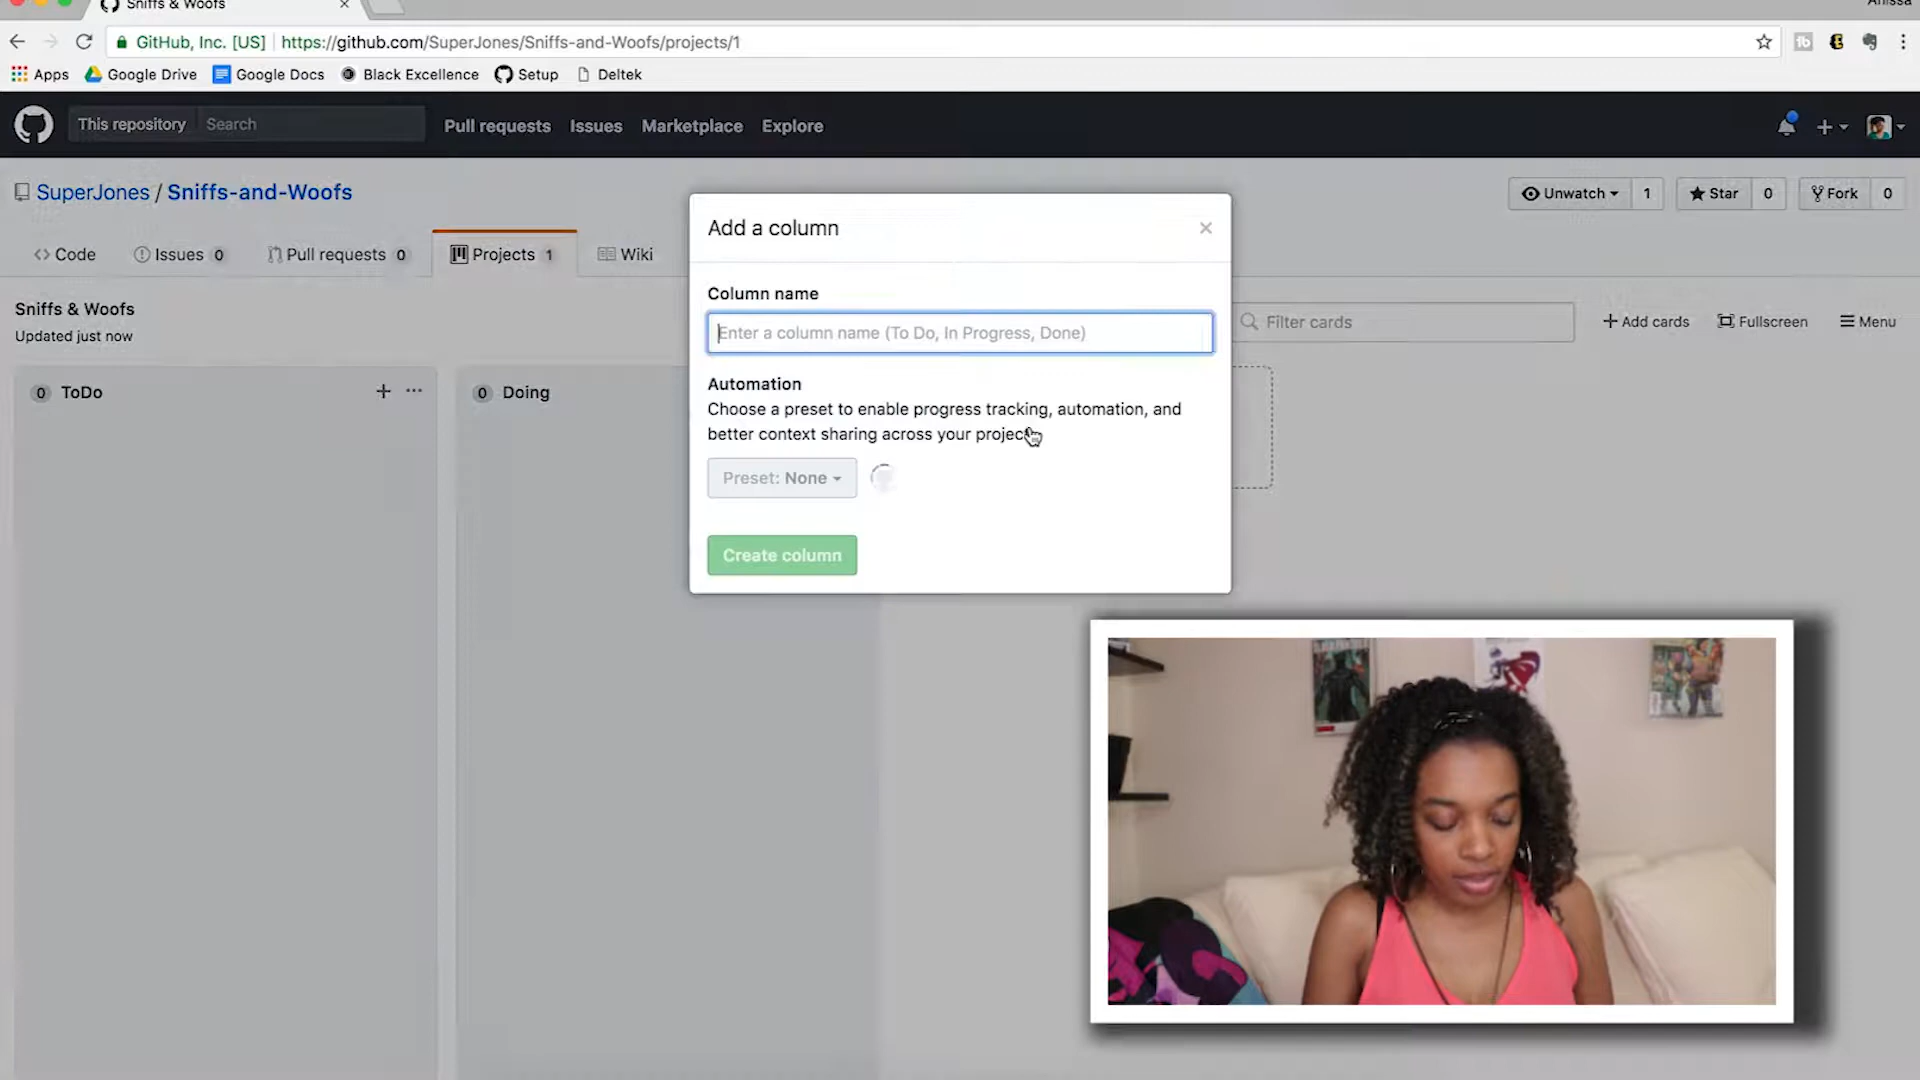 Sniffs & Woofs
GitHub, Inc. [US] https://github.com/SuperJones/Sniffs-and-Woofs/projects/1
Apps Google Drive Google Docs Black Excellence Setup Deltek
This repository Search Pull requests Issues Marketplace Explore
SuperJones / Sniffs-and-Woofs
Unwatch 1 Star 0 Fork 0
Code Issues 0 Pull requests 0 Projects 1 Wiki
Sniffs & Woofs
Updated just now
Filter cards
Add cards Fullscreen Menu
0 ToDo
0 Doing
Add a column
Column name
Enter a column name (To Do, In Progress, Done)
Automation
Choose a preset to enable progress tracking, automation, and
better context sharing across your project
Preset: None
Create column